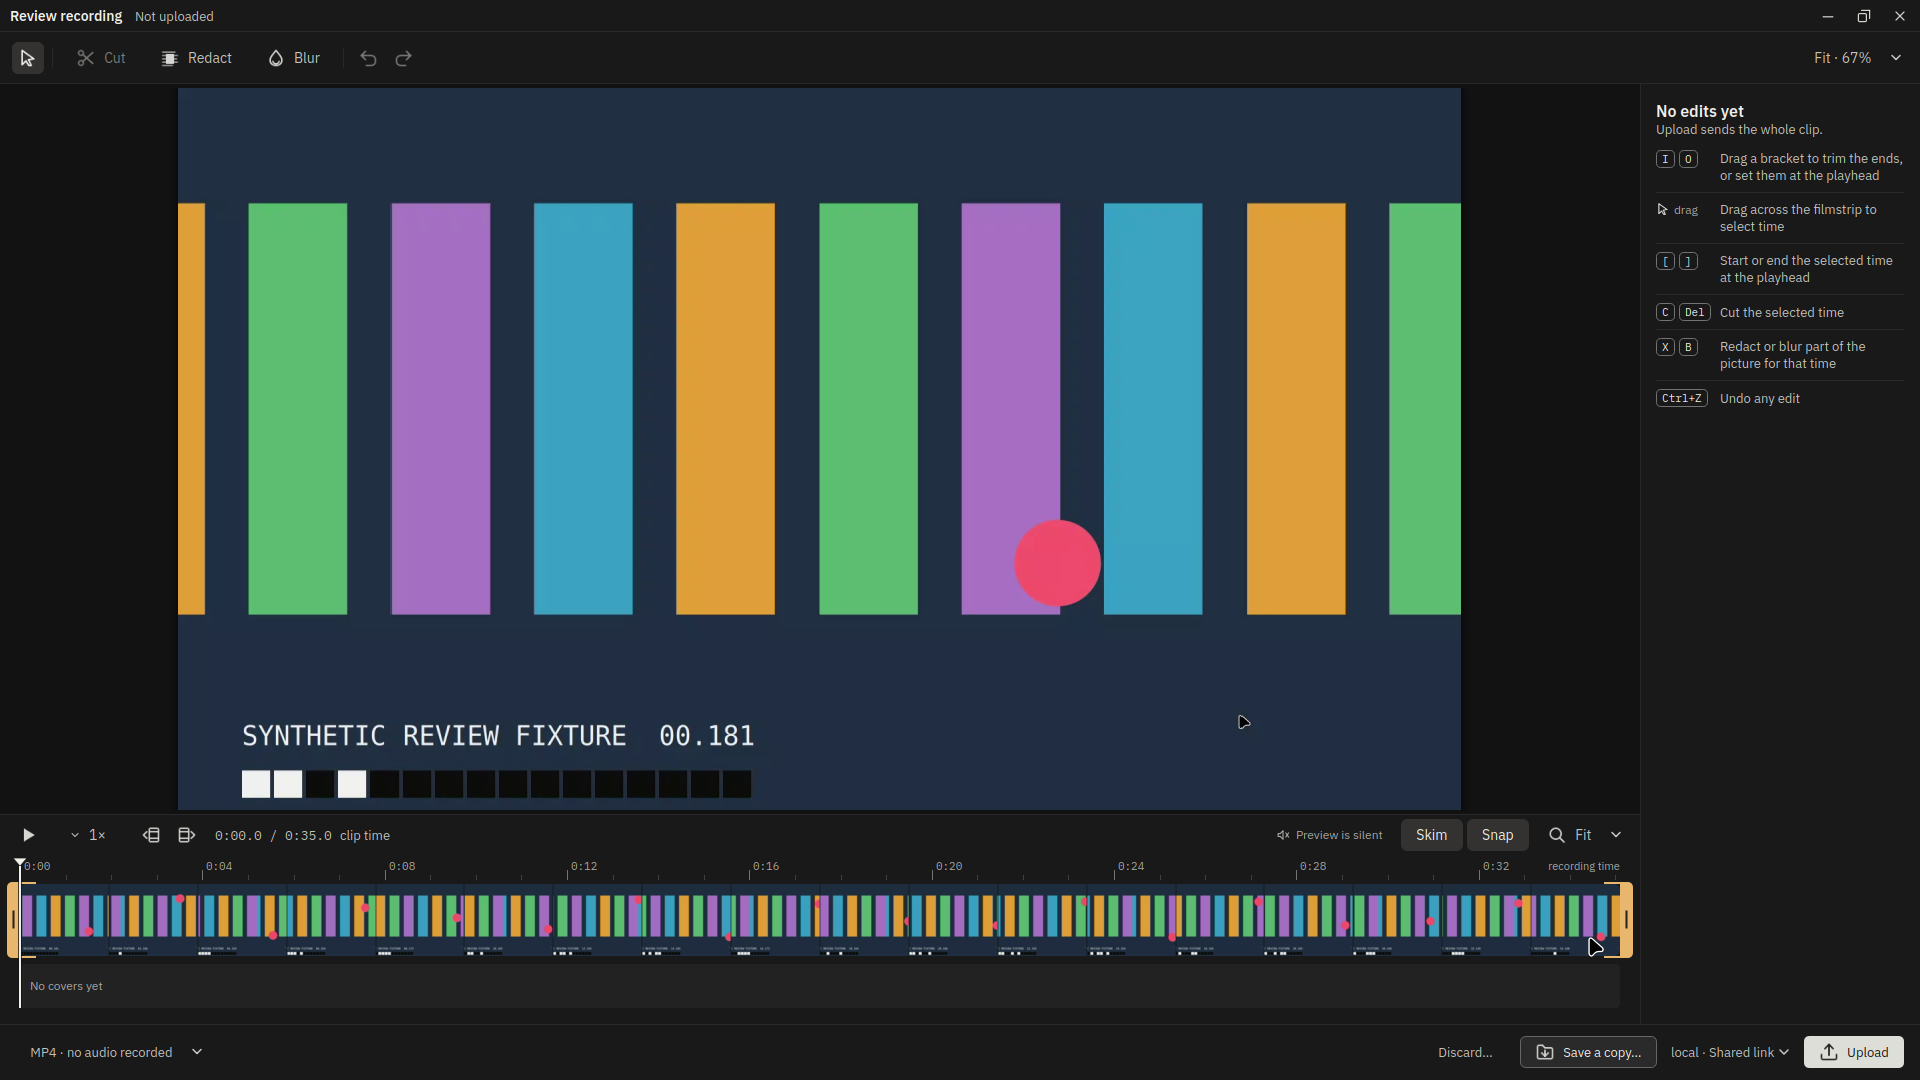 Review recording Not uploaded
Cut Redact Blur Fit · 67%
SYNTHETIC REVIEW FIXTURE 00.181
No edits yet
Upload sends the whole clip.
I O Drag a bracket to trim the ends,
or set them at the playhead
drag Drag across the filmstrip to
select time
[ ] Start or end the selected time
at the playhead
C Del Cut the selected time
X B Redact or blur part of the
picture for that time
Ctrl+Z Undo any edit
1× 0:00.0 / 0:35.0 clip time Preview is silent Skim Snap Fit
0:00 0:04 0:08 0:12 0:16 0:20 0:24 0:28 0:32 recording time
No covers yet
MP4 · no audio recorded Discard... Save a copy... local · Shared link Upload